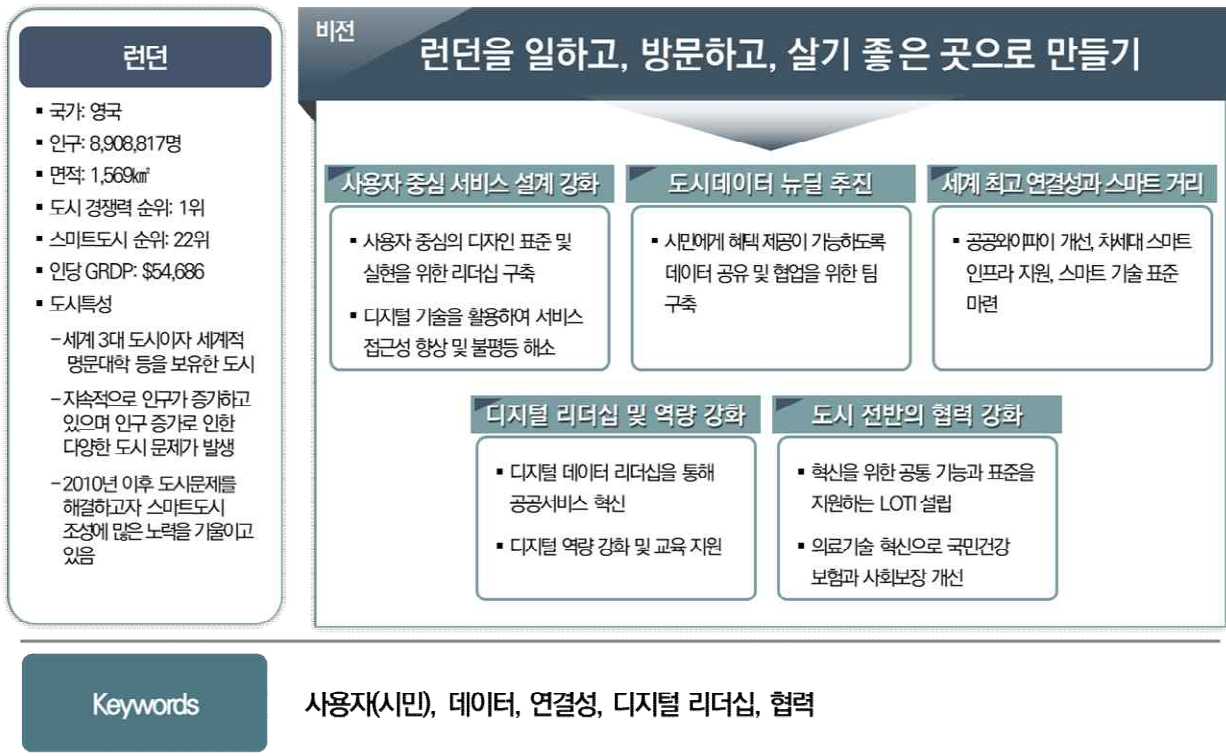 런던
▪ 국가: 영국
▪ 인구: 8,908,817명
▪ 면적: 1,569㎢
▪ 도시 경쟁력 순위: 1위
▪ 스마트도시 순위: 22위
▪ 인당 GRDP: $54,686
▪ 도시특성
-세계 3대 도시이자 세계적
명문대학 등을 보유한 도시
-지속적으로 인구가 증가하고
있으며 인구 증가로 인한
다양한 도시 문제가 발생
-2010년 이후 도시문제를
해결하고자 스마트도시
조성에 많은 노력을 기울이고
있음
비전
런던을 일하고, 방문하고, 살기 좋은 곳으로 만들기
사용자 중심 서비스 설계 강화
▪ 사용자 중심의 디자인 표준 및
실현을 위한 리더십 구축
▪ 디지털 기술을 활용하여 서비스
접근성 향상 및 불평등 해소
도시데이터 뉴딜 추진
▪ 시민에게 혜택 제공이 가능하도록
데이터 공유 및 협업을 위한 팀
구축
세계 최고 연결성과 스마트 거리
▪ 공공와이파이 개선, 차세대 스마트
인프라 지원, 스마트 기술 표준
마련
디지털 리더십 및 역량 강화
▪ 디지털 데이터 리더십을 통해
공공서비스 혁신
▪ 디지털 역량 강화 및 교육 지원
도시 전반의 협력 강화
▪ 혁신을 위한 공통 기능과 표준을
지원하는 LOTI 설립
▪ 의료기술 혁신으로 국민건강
보험과 사회보장 개선
Keywords
사용자(시민), 데이터, 연결성, 디지털 리더십, 협력